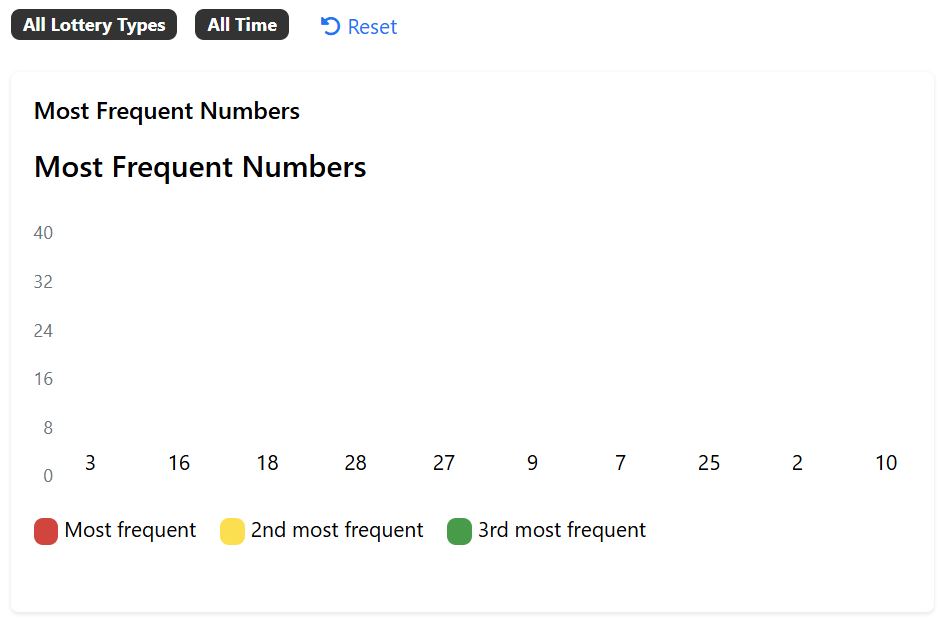 All Lottery Types All Time Reset
Most Frequent Numbers
Most Frequent Numbers
40
32
24
16
8
0
3 16 18 28 27 9 7 25 2 10
Most frequent 2nd most frequent 3rd most frequent